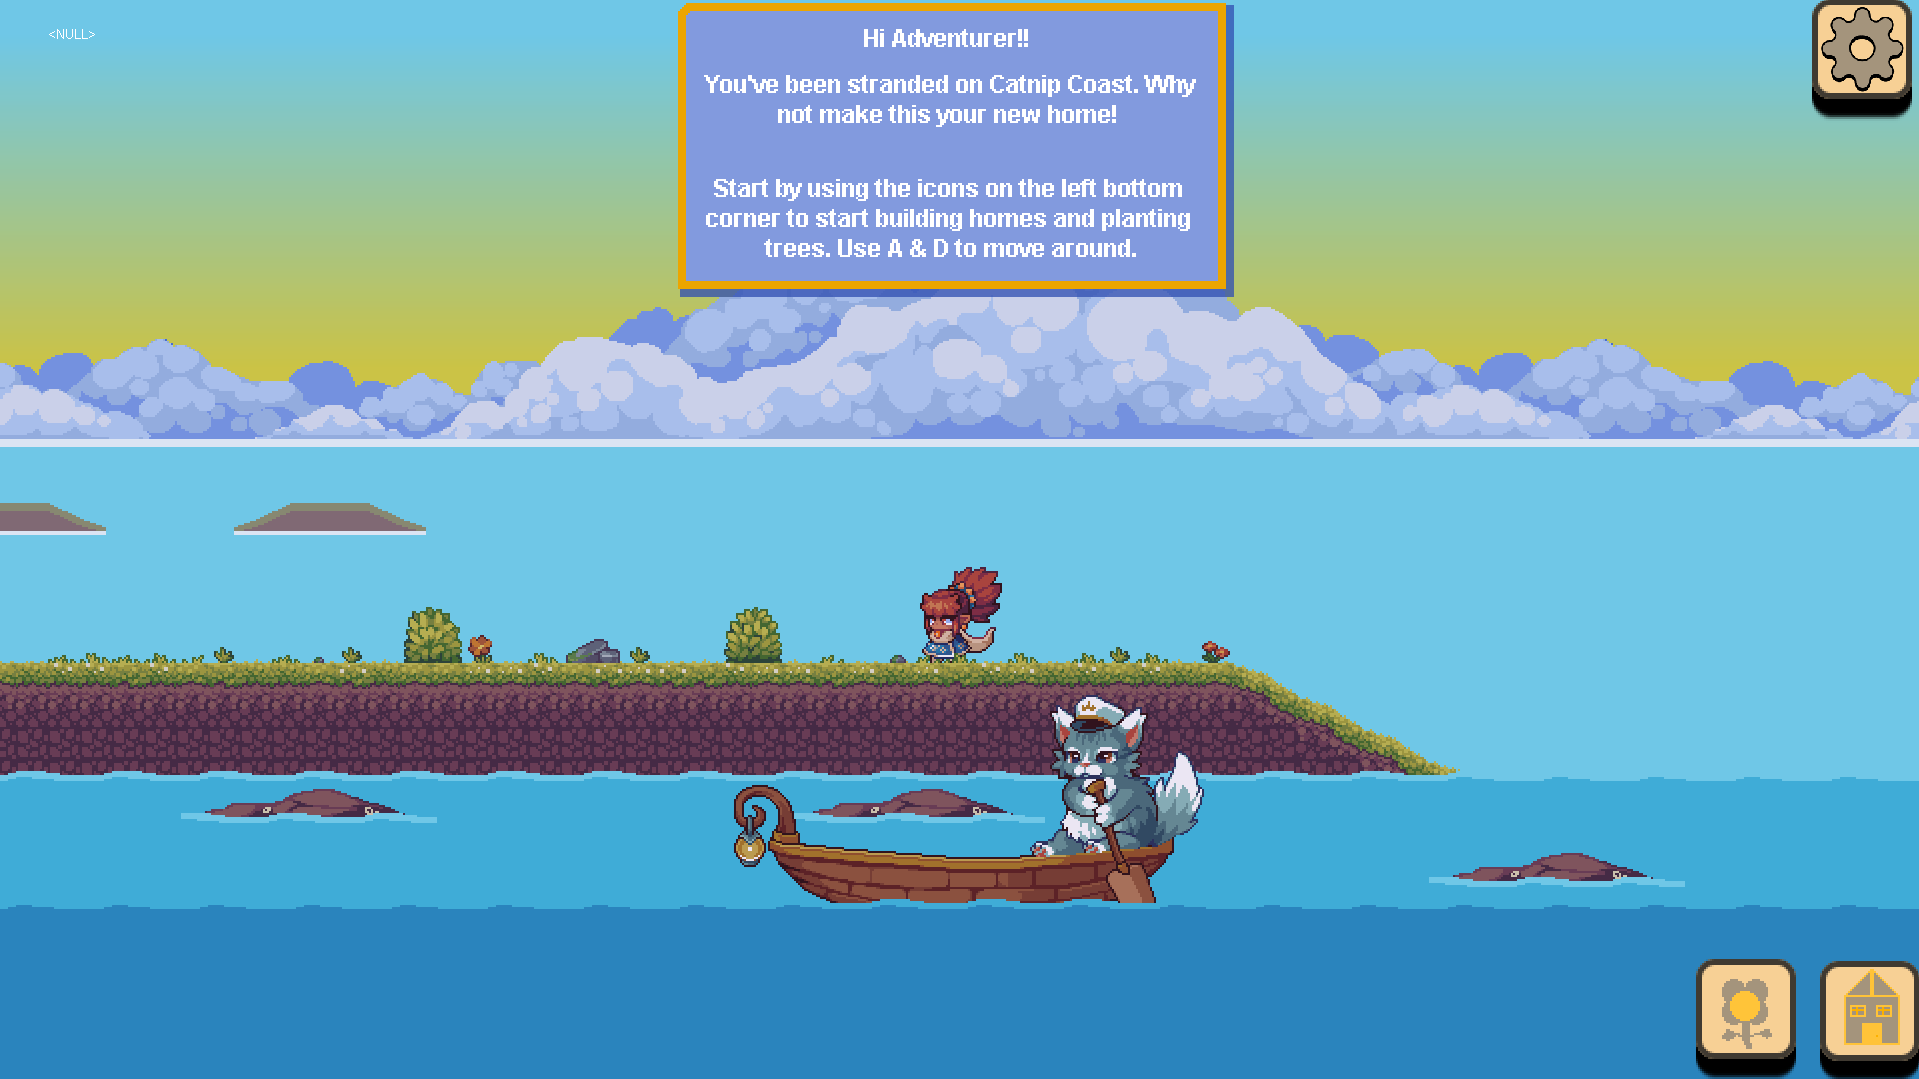 <NULL>
Hi Adventurer!!
You've been stranded on Catnip Coast. Why
not make this your new home!
Start by using the icons on the left bottom
corner to start building homes and planting
trees. Use A & D to move around.